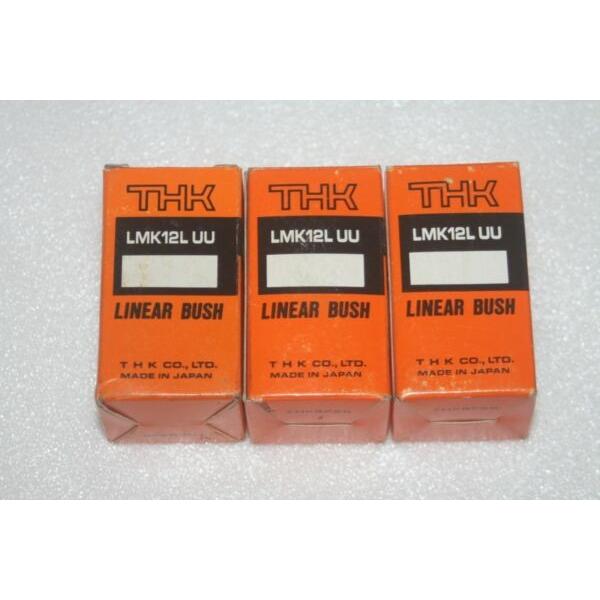 THK
LMK12L UU
LINEAR BUSH
T H K CO., LTD.
MADE IN JAPAN
THK
LMK12L UU
LINEAR BUSH
T H K CO., LTD.
MADE IN JAPAN
THK
LMK12L UU
LINEAR BUSH
T H K CO., LTD.
MADE IN JAPAN